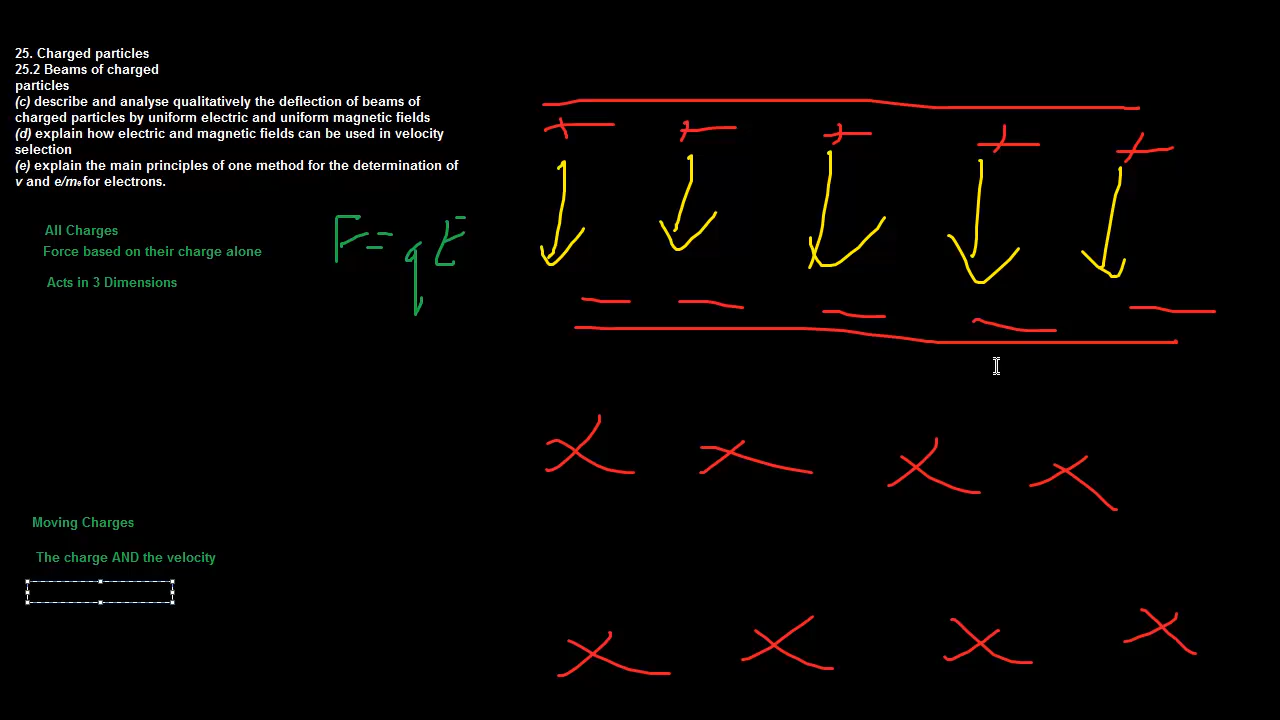 25. Charged particles
25.2 Beams of charged
particles
(c) describe and analyse qualitatively the deflection of beams of
charged particles by uniform electric and uniform magnetic fields
(d) explain how electric and magnetic fields can be used in velocity
selection
(e) explain the main principles of one method for the determination of
v and e/mₑ for electrons.
All Charges
Force based on their charge alone
Acts in 3 Dimensions
F = qE
+ + + + +
- - - - -
x x x x
Moving Charges
The charge AND the velocity
x x x x